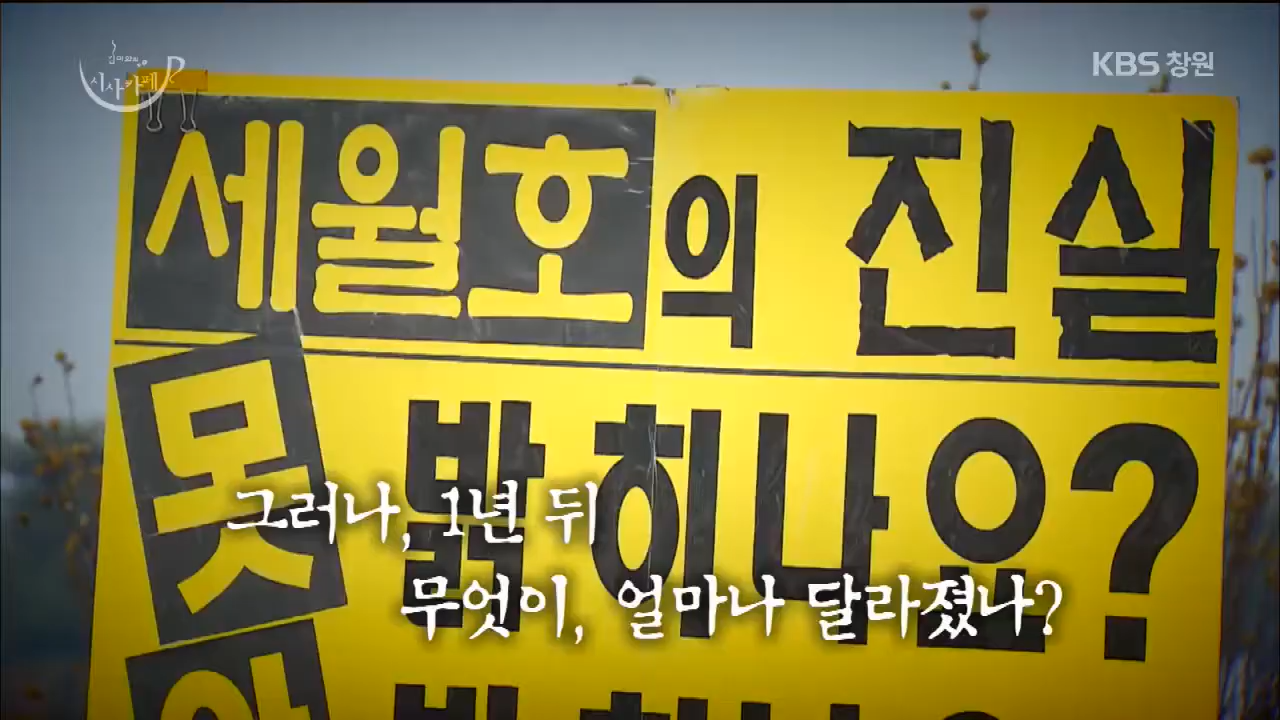 시사카페
KBS 창원
세월호의 진실
못 밝히나요?
그러나, 1년 뒤
무엇이, 얼마나 달라졌나?